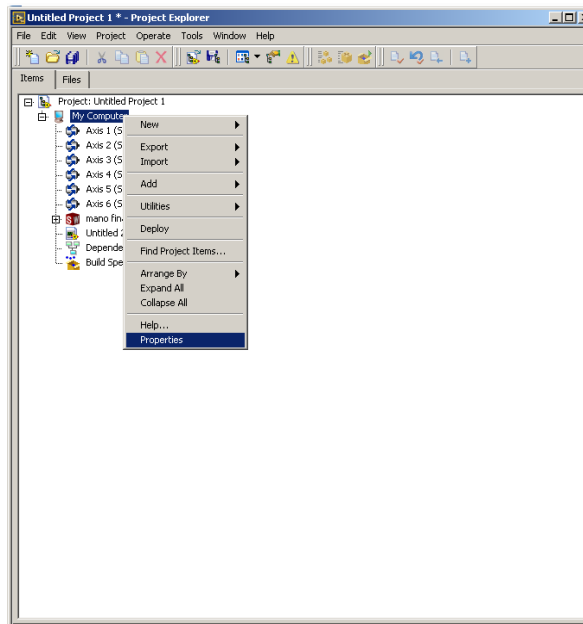 Untitled Project 1 * - Project Explorer
File Edit View Project Operate Tools Window Help
Items Files
Project: Untitled Project 1
My Computer
Axis 1 (S
Axis 2 (S
Axis 3 (S
Axis 4 (S
Axis 5 (S
Axis 6 (S
mano fin
Untitled 2
Depende
Build Spe
New
Export
Import
Add
Utilities
Deploy
Find Project Items...
Arrange By
Expand All
Collapse All
Help...
Properties